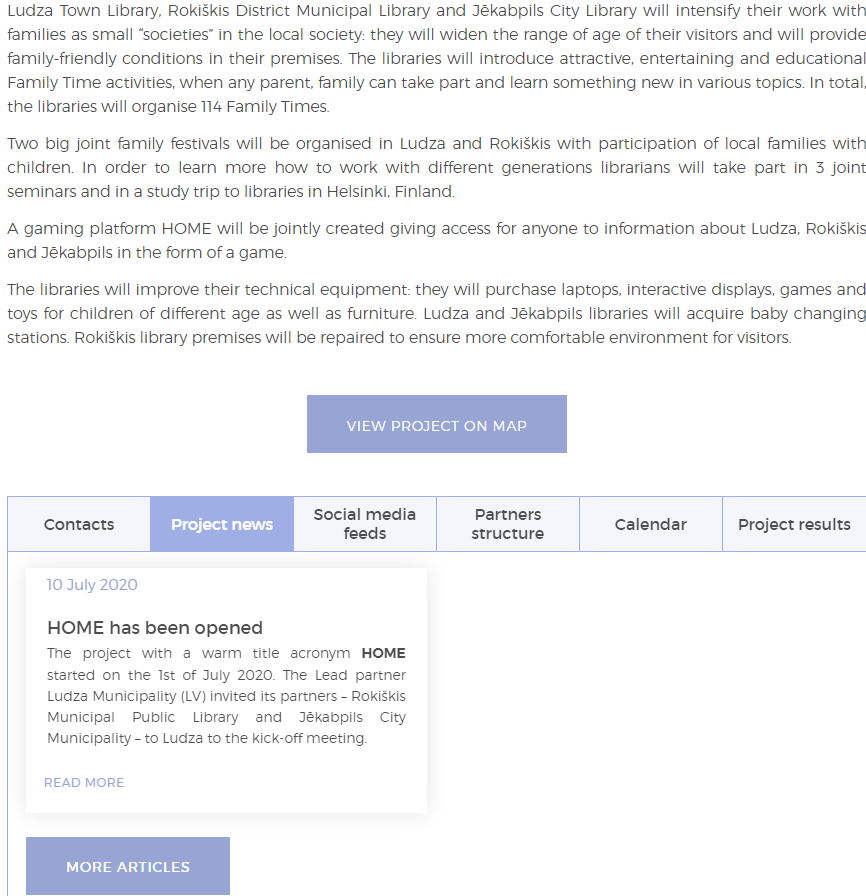 Ludza Town Library, Rokiškis District Municipal Library and Jēkabpils City Library will intensify their work with
families as small “societies” in the local society: they will widen the range of age of their visitors and will provide
family-friendly conditions in their premises. The libraries will introduce attractive, entertaining and educational
Family Time activities, when any parent, family can take part and learn something new in various topics. In total,
the libraries will organise 114 Family Times.
Two big joint family festivals will be organised in Ludza and Rokiškis with participation of local families with
children. In order to learn more how to work with different generations librarians will take part in 3 joint
seminars and in a study trip to libraries in Helsinki, Finland.
A gaming platform HOME will be jointly created giving access for anyone to information about Ludza, Rokiškis
and Jēkabpils in the form of a game.
The libraries will improve their technical equipment: they will purchase laptops, interactive displays, games and
toys for children of different age as well as furniture. Ludza and Jēkabpils libraries will acquire baby changing
stations. Rokiškis library premises will be repaired to ensure more comfortable environment for visitors.
VIEW PROJECT ON MAP
Contacts
Project news
Social media
feeds
Partners
structure
Calendar
Project results
10 July 2020
HOME has been opened
The project with a warm title acronym HOME
started on the 1st of July 2020. The Lead partner
Ludza Municipality (LV) invited its partners – Rokiškis
Municipal Public Library and Jēkabpils City
Municipality – to Ludza to the kick-off meeting.
READ MORE
MORE ARTICLES